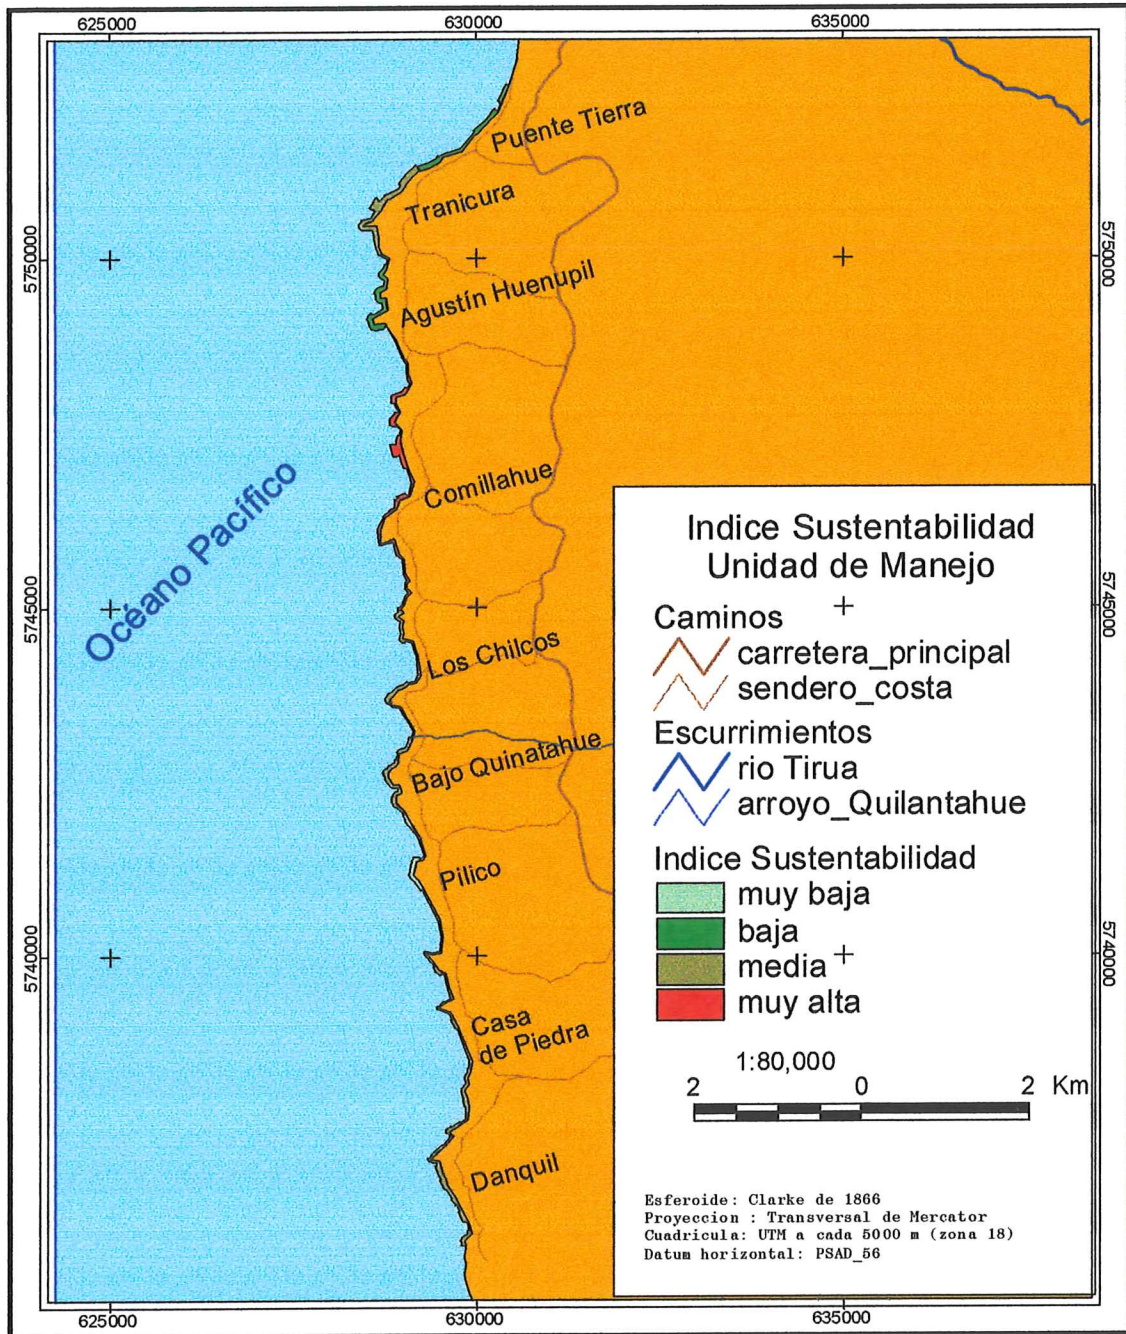 625000
630000
635000
Puente Tierra
Tranicura
5750000
5750000
Agustín Huenupil
Comillahue
Océano Pacífico
Indice Sustentabilidad
Unidad de Manejo
Caminos
carretera_principal
sendero_costa
Escurrimientos
rio Tirua
arroyo_Quilantahue
Indice Sustentabilidad
muy baja
baja
media
muy alta
1:80,000
2 0 2 Km
5745000
5745000
Los Chilcos
Bajo Quinatahue
Pilico
5740000
5740000
Casa
de Piedra
Danquil
Esferoide: Clarke de 1866
Proyeccion : Transversal de Mercator
Cuadricula: UTM a cada 5000 m (zona 18)
Datum horizontal: PSAD_56
625000
630000
635000